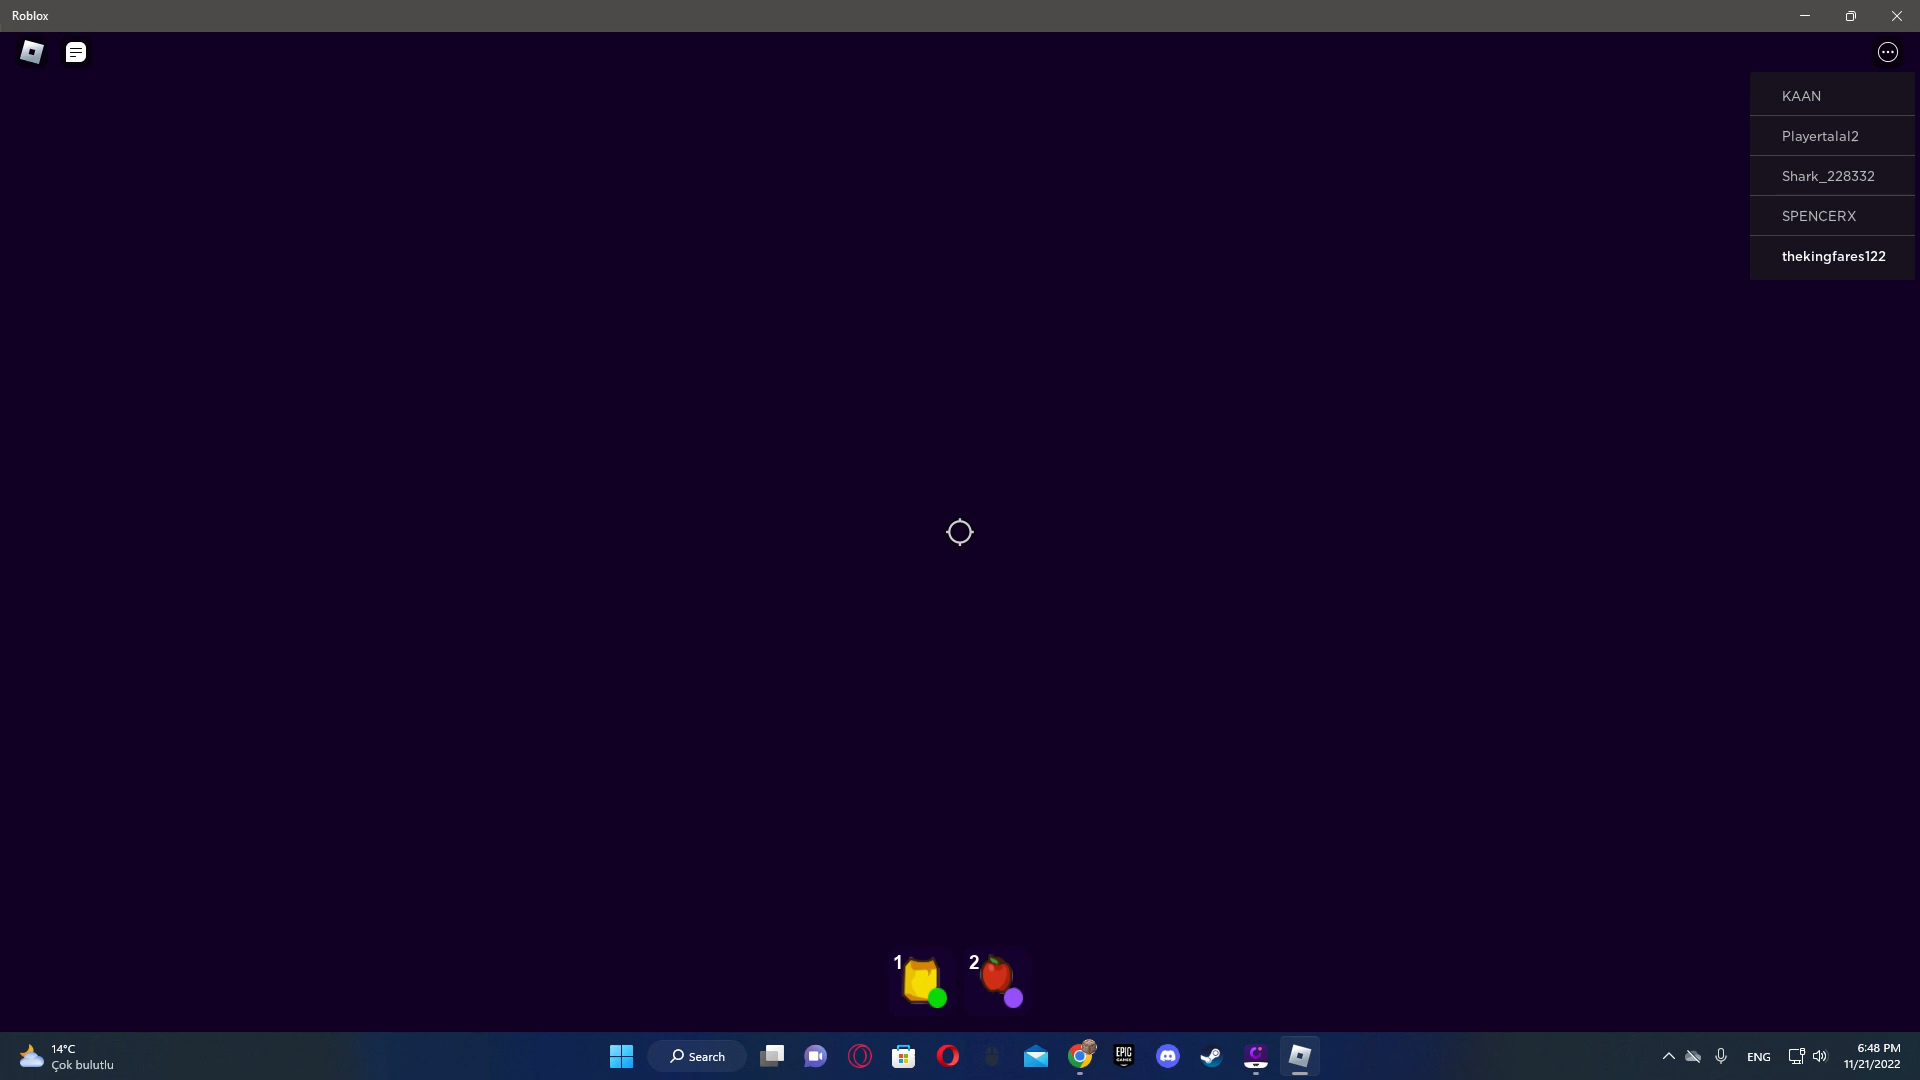 Roblox
KAAN
Playertalal2
Shark_228332
SPENCERX
thekingfares122
1
2
14°C
Çok bulutlu
Search
EPIC
GAMES
ENG
6:48 PM
11/21/2022